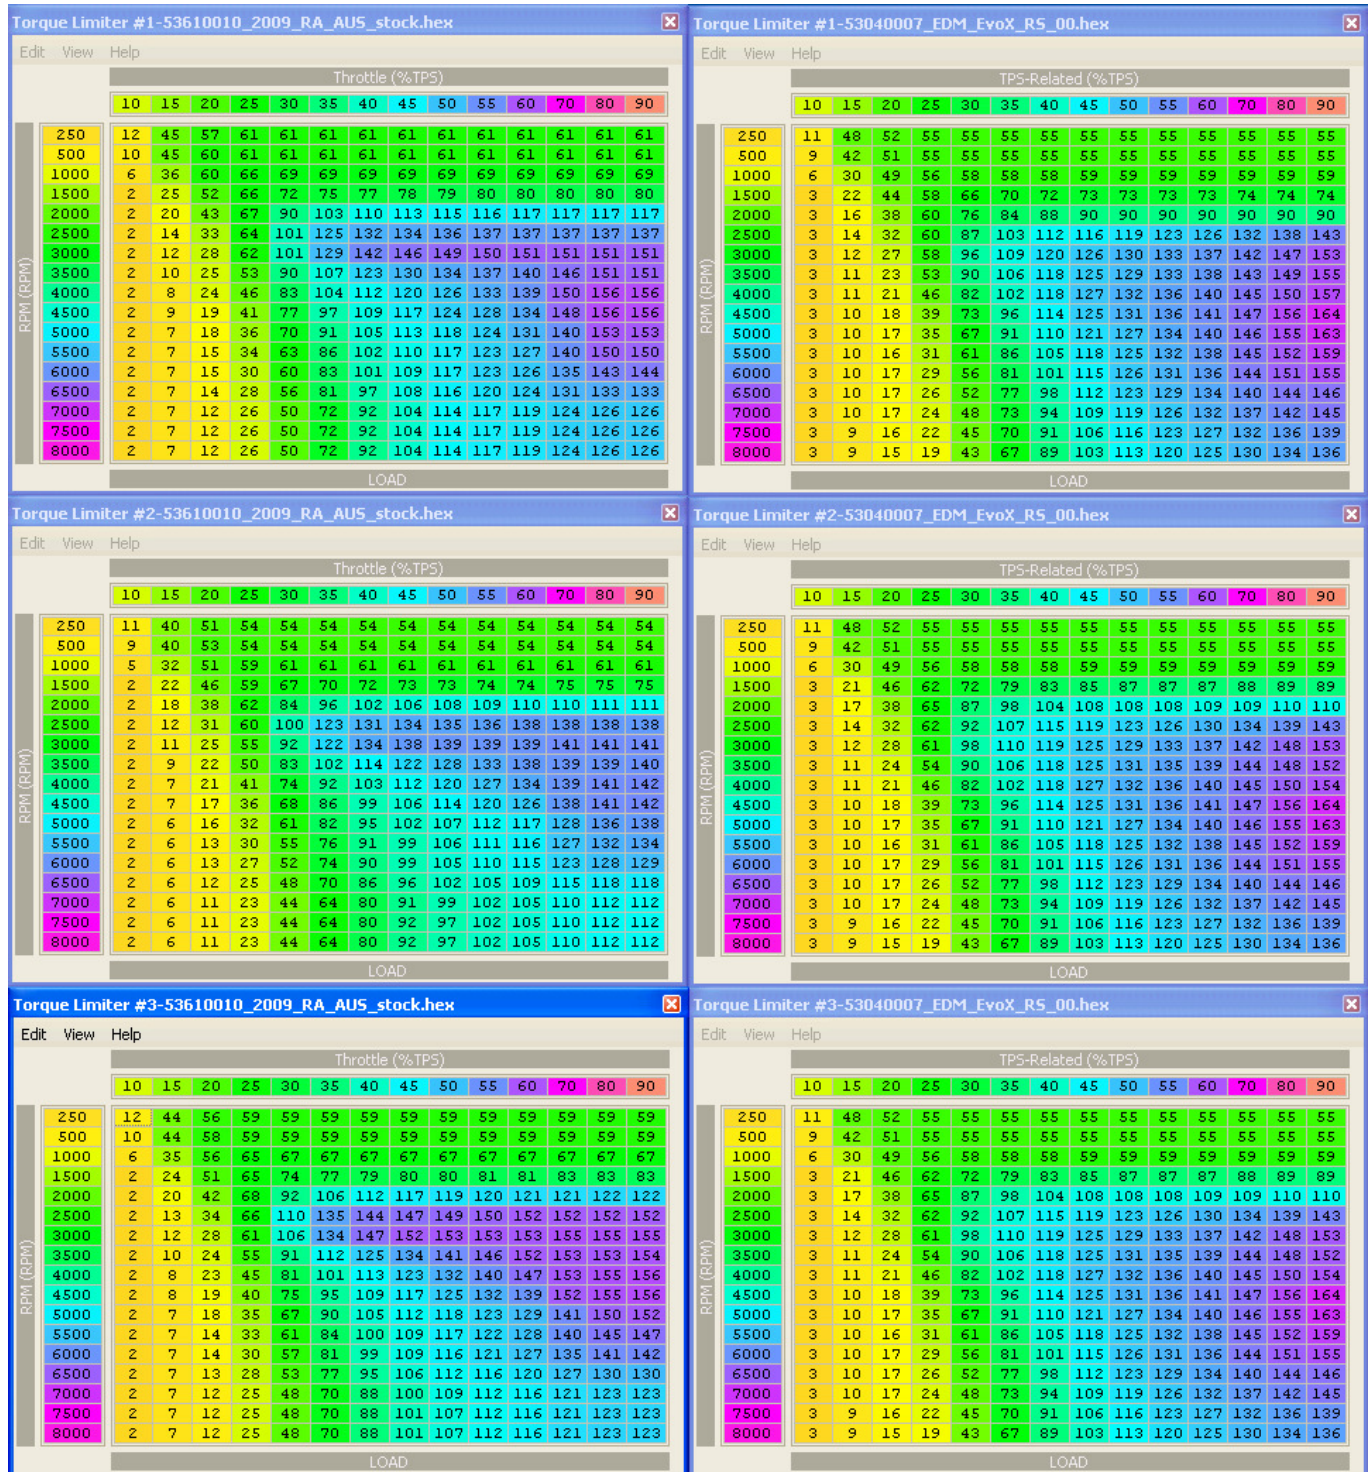 Torque Limiter #1-53610010_2009_RA_AUS_stock.hex
Edit View Help
Throttle (%TPS)
10 15 20 25 30 35 40 45 50 55 60 70 80 90
RPM (RPM)
250 12 45 57 61 61 61 61 61 61 61 61 61 61 61
500 10 45 60 61 61 61 61 61 61 61 61 61 61 61
1000 6 36 60 66 69 69 69 69 69 69 69 69 69 69
1500 2 25 52 66 72 75 77 78 79 80 80 80 80 80
2000 2 20 43 67 90 103 110 113 115 116 117 117 117 117
2500 2 14 33 64 101 125 132 134 136 137 137 137 137 137
3000 2 12 28 62 101 129 142 146 149 150 151 151 151 151
3500 2 10 25 53 90 107 123 130 134 137 140 146 151 151
4000 2 8 24 46 83 104 112 120 126 133 139 150 156 156
4500 2 9 19 41 77 97 109 117 124 128 134 148 156 156
5000 2 7 18 36 70 91 105 113 118 124 131 140 153 153
5500 2 7 15 34 63 86 102 110 117 123 127 140 150 150
6000 2 7 15 30 60 83 101 109 117 123 126 135 143 144
6500 2 7 14 28 56 81 97 108 116 120 124 131 133 133
7000 2 7 12 26 50 72 92 104 114 117 119 124 126 126
7500 2 7 12 26 50 72 92 104 114 117 119 124 126 126
8000 2 7 12 26 50 72 92 104 114 117 119 124 126 126
LOAD
Torque Limiter #1-53040007_EDM_EvoX_RS_00.hex
Edit View Help
TPS-Related (%TPS)
10 15 20 25 30 35 40 45 50 55 60 70 80 90
RPM (RPM)
250 11 48 52 55 55 55 55 55 55 55 55 55 55 55
500 9 42 51 55 55 55 55 55 55 55 55 55 55 55
1000 6 30 49 56 58 58 58 59 59 59 59 59 59 59
1500 3 22 44 58 66 70 72 73 73 73 73 74 74 74
2000 3 16 38 60 76 84 88 90 90 90 90 90 90 90
2500 3 14 32 60 87 103 112 116 119 123 126 132 138 143
3000 3 12 27 58 96 109 120 126 130 133 137 142 147 153
3500 3 11 23 53 90 106 118 125 129 133 138 143 149 155
4000 3 11 21 46 82 102 118 127 132 136 140 145 150 157
4500 3 10 18 39 73 96 114 125 131 136 141 147 156 164
5000 3 10 17 35 67 91 110 121 127 134 140 146 155 163
5500 3 10 16 31 61 86 105 118 125 132 138 145 152 159
6000 3 10 17 29 56 81 101 115 126 131 136 144 151 155
6500 3 10 17 26 52 77 98 112 123 129 134 140 144 146
7000 3 10 17 24 48 73 94 109 119 126 132 137 142 145
7500 3 9 16 22 45 70 91 106 116 123 127 132 136 139
8000 3 9 15 19 43 67 89 103 113 120 125 130 134 136
LOAD
Torque Limiter #2-53610010_2009_RA_AUS_stock.hex
Edit View Help
Throttle (%TPS)
10 15 20 25 30 35 40 45 50 55 60 70 80 90
RPM (RPM)
250 11 40 51 54 54 54 54 54 54 54 54 54 54 54
500 9 40 53 54 54 54 54 54 54 54 54 54 54 54
1000 5 32 51 59 61 61 61 61 61 61 61 61 61 61
1500 2 22 46 59 67 70 72 73 73 74 74 75 75 75
2000 2 18 38 62 84 96 102 106 108 109 110 110 111 111
2500 2 12 31 60 100 123 131 134 135 136 138 138 138 138
3000 2 11 25 55 92 122 134 138 139 139 139 141 141 141
3500 2 9 22 50 83 102 114 122 128 133 138 139 139 140
4000 2 7 21 41 74 92 103 112 120 127 134 139 141 142
4500 2 7 17 36 68 86 99 106 114 120 126 138 141 142
5000 2 6 16 32 61 82 95 102 107 112 117 128 136 138
5500 2 6 13 30 55 76 91 99 106 111 116 127 132 134
6000 2 6 13 27 52 74 90 99 105 110 115 123 128 129
6500 2 6 12 25 48 70 86 96 102 105 109 115 118 118
7000 2 6 11 23 44 64 80 91 99 102 105 110 112 112
7500 2 6 11 23 44 64 80 92 97 102 105 110 112 112
8000 2 6 11 23 44 64 80 92 97 102 105 110 112 112
LOAD
Torque Limiter #2-53040007_EDM_EvoX_RS_00.hex
Edit View Help
TPS-Related (%TPS)
10 15 20 25 30 35 40 45 50 55 60 70 80 90
RPM (RPM)
250 11 48 52 55 55 55 55 55 55 55 55 55 55 55
500 9 42 51 55 55 55 55 55 55 55 55 55 55 55
1000 6 30 49 56 58 58 58 59 59 59 59 59 59 59
1500 3 21 46 62 72 79 83 85 87 87 87 88 89 89
2000 3 17 38 65 87 98 104 108 108 108 109 109 110 110
2500 3 14 32 62 92 107 115 119 123 126 130 134 139 143
3000 3 12 28 61 98 110 119 125 129 133 137 142 148 153
3500 3 11 24 54 90 106 118 125 131 135 139 144 148 152
4000 3 11 21 46 82 102 118 127 132 136 140 145 150 154
4500 3 10 18 39 73 96 114 125 131 136 141 147 156 164
5000 3 10 17 35 67 91 110 121 127 134 140 146 155 163
5500 3 10 16 31 61 86 105 118 125 132 138 145 152 159
6000 3 10 17 29 56 81 101 115 126 131 136 144 151 155
6500 3 10 17 26 52 77 98 112 123 129 134 140 144 146
7000 3 10 17 24 48 73 94 109 119 126 132 137 142 145
7500 3 9 16 22 45 70 91 106 116 123 127 132 136 139
8000 3 9 15 19 43 67 89 103 113 120 125 130 134 136
LOAD
Torque Limiter #3-53610010_2009_RA_AUS_stock.hex
Edit View Help
Throttle (%TPS)
10 15 20 25 30 35 40 45 50 55 60 70 80 90
RPM (RPM)
250 12 44 56 59 59 59 59 59 59 59 59 59 59 59
500 10 44 58 59 59 59 59 59 59 59 59 59 59 59
1000 6 35 56 65 67 67 67 67 67 67 67 67 67 67
1500 2 24 51 65 74 77 79 80 80 81 81 83 83 83
2000 2 20 42 68 92 106 112 117 119 120 121 121 122 122
2500 2 13 34 66 110 135 144 147 149 150 152 152 152 152
3000 2 12 28 61 106 134 147 152 153 153 153 155 155 155
3500 2 10 24 55 91 112 125 134 141 146 152 153 153 154
4000 2 8 23 45 81 101 113 123 132 140 147 153 155 156
4500 2 8 19 40 75 95 109 117 125 132 139 152 155 156
5000 2 7 18 35 67 90 105 112 118 123 129 141 150 152
5500 2 7 14 33 61 84 100 109 117 122 128 140 145 147
6000 2 7 14 30 57 81 99 109 116 121 127 135 141 142
6500 2 7 13 28 53 77 95 106 112 116 120 127 130 130
7000 2 7 12 25 48 70 88 100 109 112 116 121 123 123
7500 2 7 12 25 48 70 88 101 107 112 116 121 123 123
8000 2 7 12 25 48 70 88 101 107 112 116 121 123 123
LOAD
Torque Limiter #3-53040007_EDM_EvoX_RS_00.hex
Edit View Help
TPS-Related (%TPS)
10 15 20 25 30 35 40 45 50 55 60 70 80 90
RPM (RPM)
250 11 48 52 55 55 55 55 55 55 55 55 55 55 55
500 9 42 51 55 55 55 55 55 55 55 55 55 55 55
1000 6 30 49 56 58 58 58 59 59 59 59 59 59 59
1500 3 21 46 62 72 79 83 85 87 87 87 88 89 89
2000 3 17 38 65 87 98 104 108 108 108 109 109 110 110
2500 3 14 32 62 92 107 115 119 123 126 130 134 139 143
3000 3 12 28 61 98 110 119 125 129 133 137 142 148 153
3500 3 11 24 54 90 106 118 125 131 135 139 144 148 152
4000 3 11 21 46 82 102 118 127 132 136 140 145 150 154
4500 3 10 18 39 73 96 114 125 131 136 141 147 156 164
5000 3 10 17 35 67 91 110 121 127 134 140 146 155 163
5500 3 10 16 31 61 86 105 118 125 132 138 145 152 159
6000 3 10 17 29 56 81 101 115 126 131 136 144 151 155
6500 3 10 17 26 52 77 98 112 123 129 134 140 144 146
7000 3 10 17 24 48 73 94 109 119 126 132 137 142 145
7500 3 9 16 22 45 70 91 106 116 123 127 132 136 139
8000 3 9 15 19 43 67 89 103 113 120 125 130 134 136
LOAD